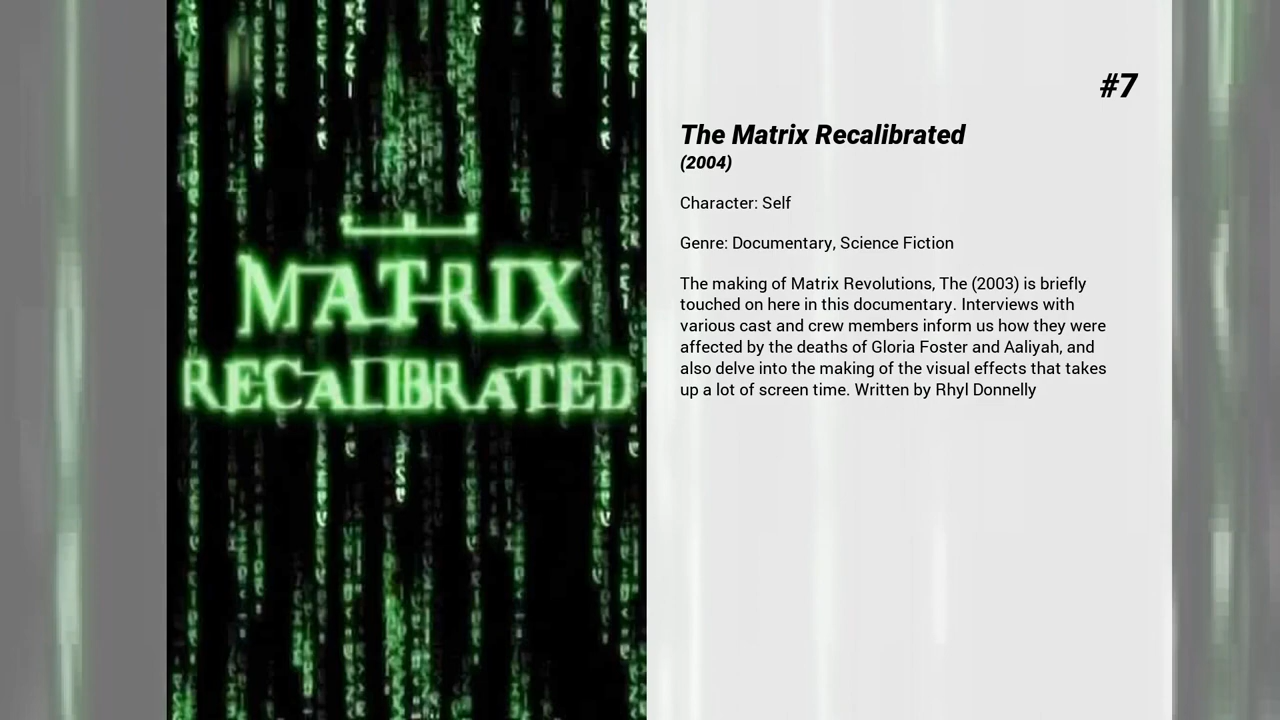 MATRIX
RECALIBRATED
#7
The Matrix Recalibrated
(2004)
Character: Self
Genre: Documentary, Science Fiction
The making of Matrix Revolutions, The (2003) is briefly
touched on here in this documentary. Interviews with
various cast and crew members inform us how they were
affected by the deaths of Gloria Foster and Aaliyah, and
also delve into the making of the visual effects that takes
up a lot of screen time. Written by Rhyl Donnelly